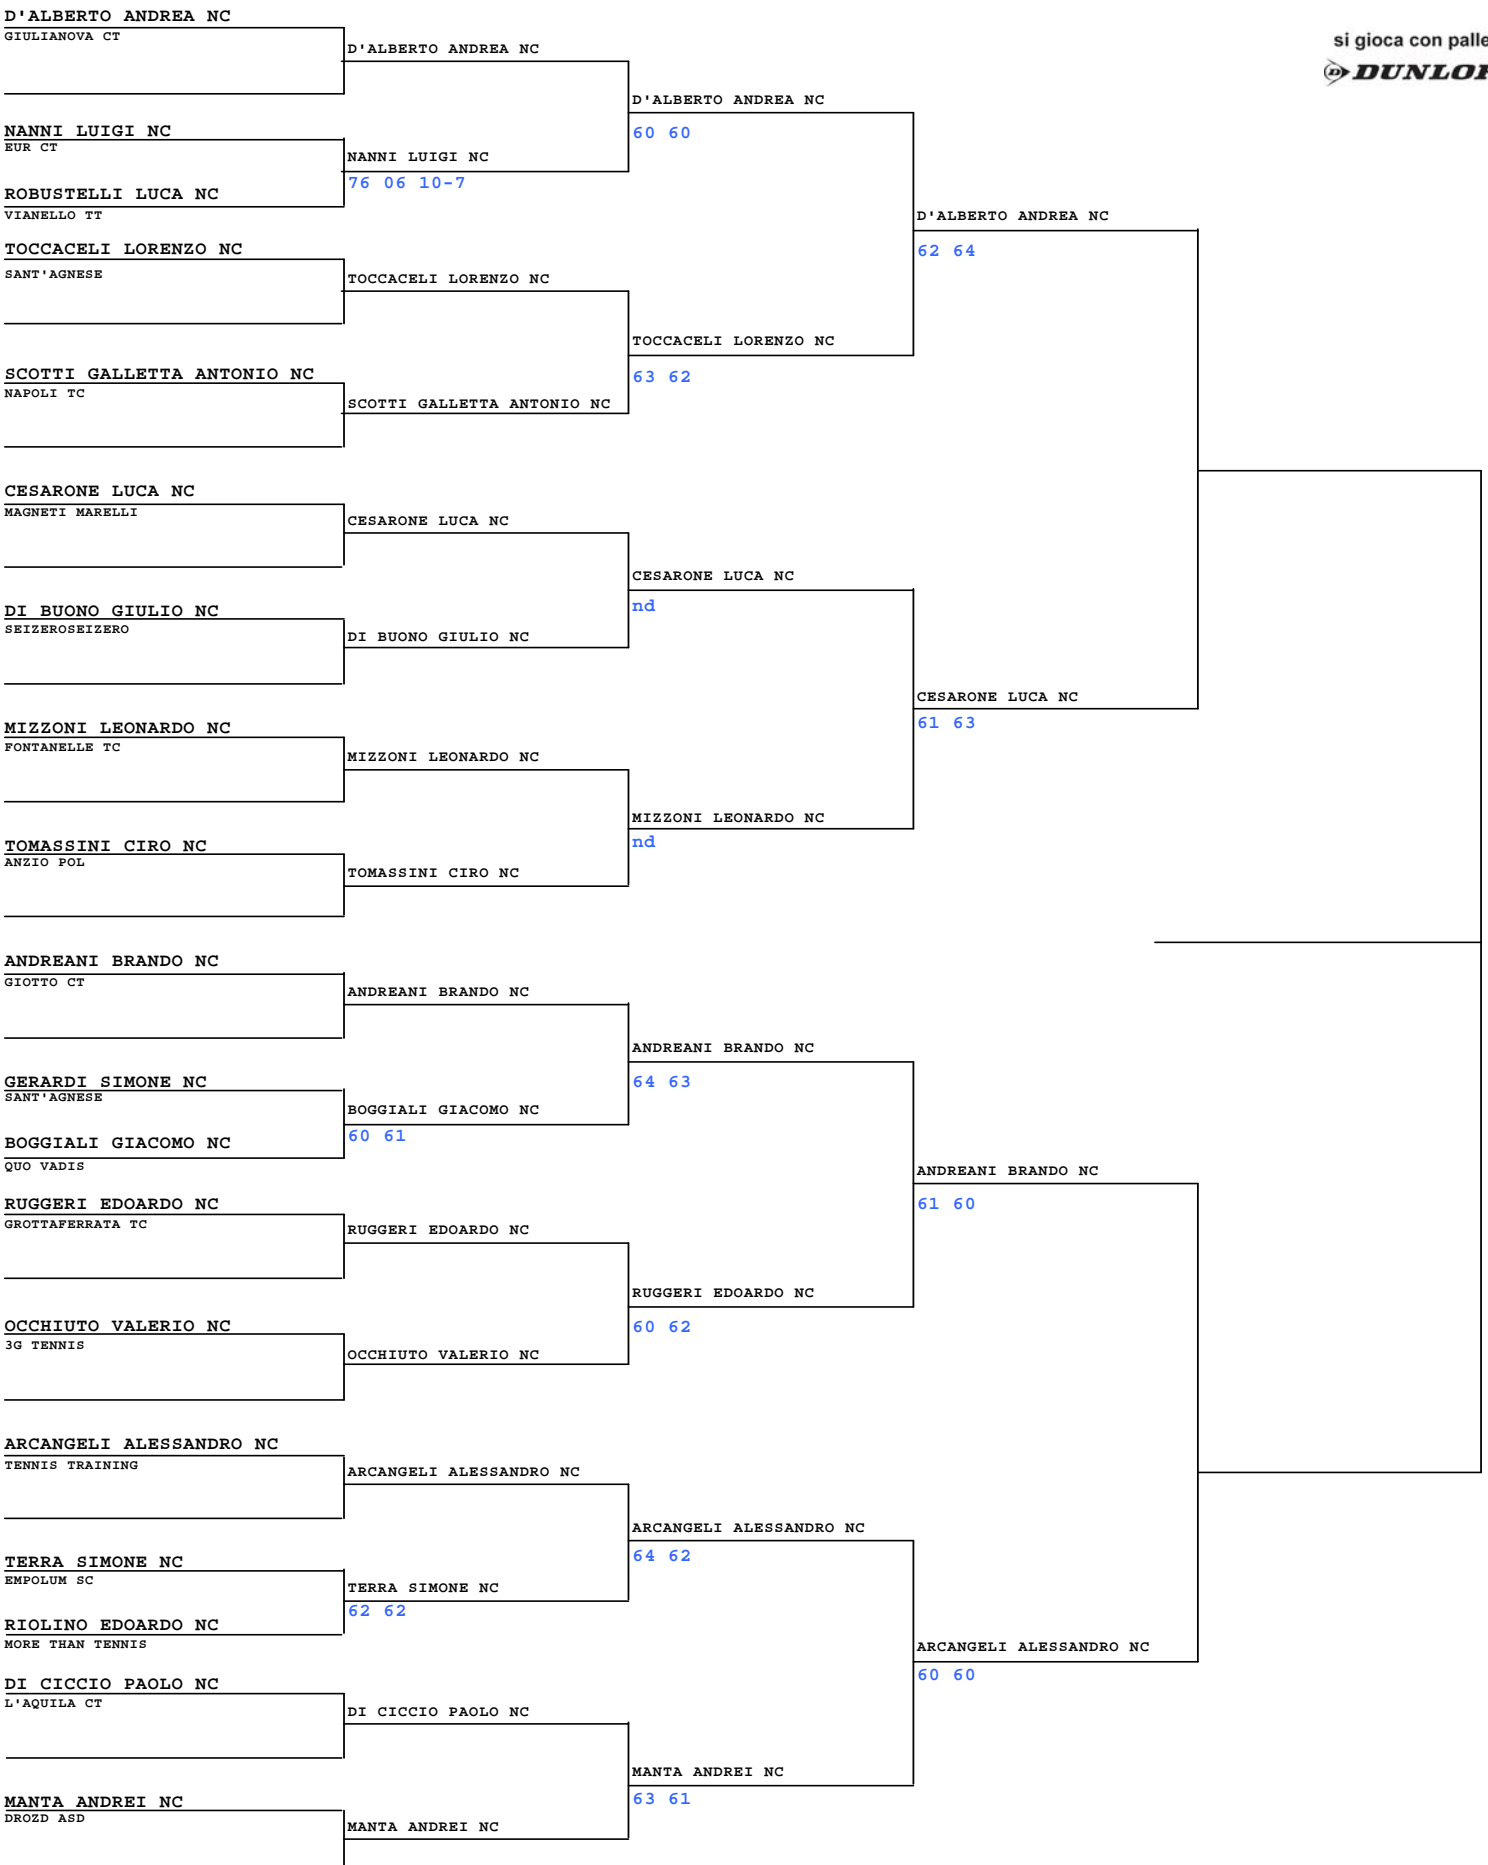 D'ALBERTO ANDREA NC
GIULIANOVA CT
si gioca con palle
D'ALBERTO ANDREA NC
DUNLOP
D'ALBERTO ANDREA NC
NANNI LUIGI NC
60 60
EUR CT
NANNI LUIGI NC
76 06 10-7
ROBUSTELLI LUCA NC
VIANELLO TT
D'ALBERTO ANDREA NC
TOCCACELI LORENZO NC
62 64
SANT'AGNESE
TOCCACELI LORENZO NC
TOCCACELI LORENZO NC
SCOTTI GALLETTA ANTONIO NC
63 62
NAPOLI TC
SCOTTI GALLETTA ANTONIO NC
CESARONE LUCA NC
MAGNETI MARELLI
CESARONE LUCA NC
CESARONE LUCA NC
nd
DI BUONO GIULIO NC
SEIZEROSEIZERO
DI BUONO GIULIO NC
CESARONE LUCA NC
61 63
MIZZONI LEONARDO NC
FONTANELLE TC
MIZZONI LEONARDO NC
MIZZONI LEONARDO NC
nd
TOMASSINI CIRO NC
ANZIO POL
TOMASSINI CIRO NC
ANDREANI BRANDO NC
GIOTTO CT
ANDREANI BRANDO NC
ANDREANI BRANDO NC
GERARDI SIMONE NC
64 63
SANT'AGNESE
BOGGIALI GIACOMO NC
60 61
BOGGIALI GIACOMO NC
QUO VADIS
ANDREANI BRANDO NC
RUGGERI EDOARDO NC
61 60
GROTTAFERRATA TC
RUGGERI EDOARDO NC
RUGGERI EDOARDO NC
OCCHIUTO VALERIO NC
60 62
3G TENNIS
OCCHIUTO VALERIO NC
ARCANGELI ALESSANDRO NC
TENNIS TRAINING
ARCANGELI ALESSANDRO NC
ARCANGELI ALESSANDRO NC
64 62
TERRA SIMONE NC
EMPOLUM SC
TERRA SIMONE NC
62 62
RIOLINO EDOARDO NC
MORE THAN TENNIS
ARCANGELI ALESSANDRO NC
60 60
DI CICCIO PAOLO NC
L'AQUILA CT
DI CICCIO PAOLO NC
MANTA ANDREI NC
63 61
MANTA ANDREI NC
DROZD ASD
MANTA ANDREI NC